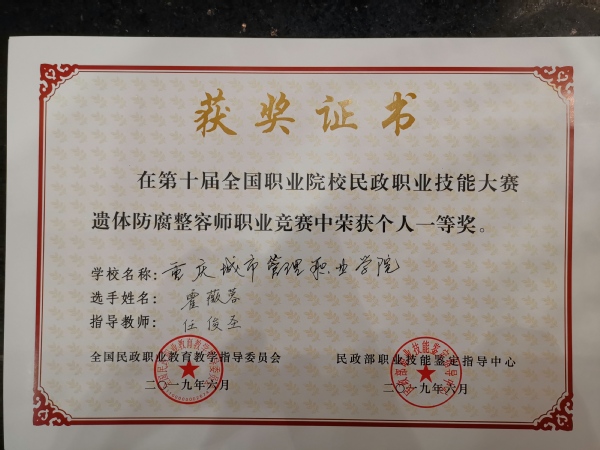 获奖证书
在第十届全国职业院校民政职业技能大赛
遗体防腐整容师职业竞赛中荣获个人一等奖。
学校名称：重庆城市管理职业学院
选手姓名：霍薇
指导教师：任俊圣
全国民政职业教育教学指导委员会
民政部职业技能鉴定指导中心
二〇一九年六月
二〇一九年六月